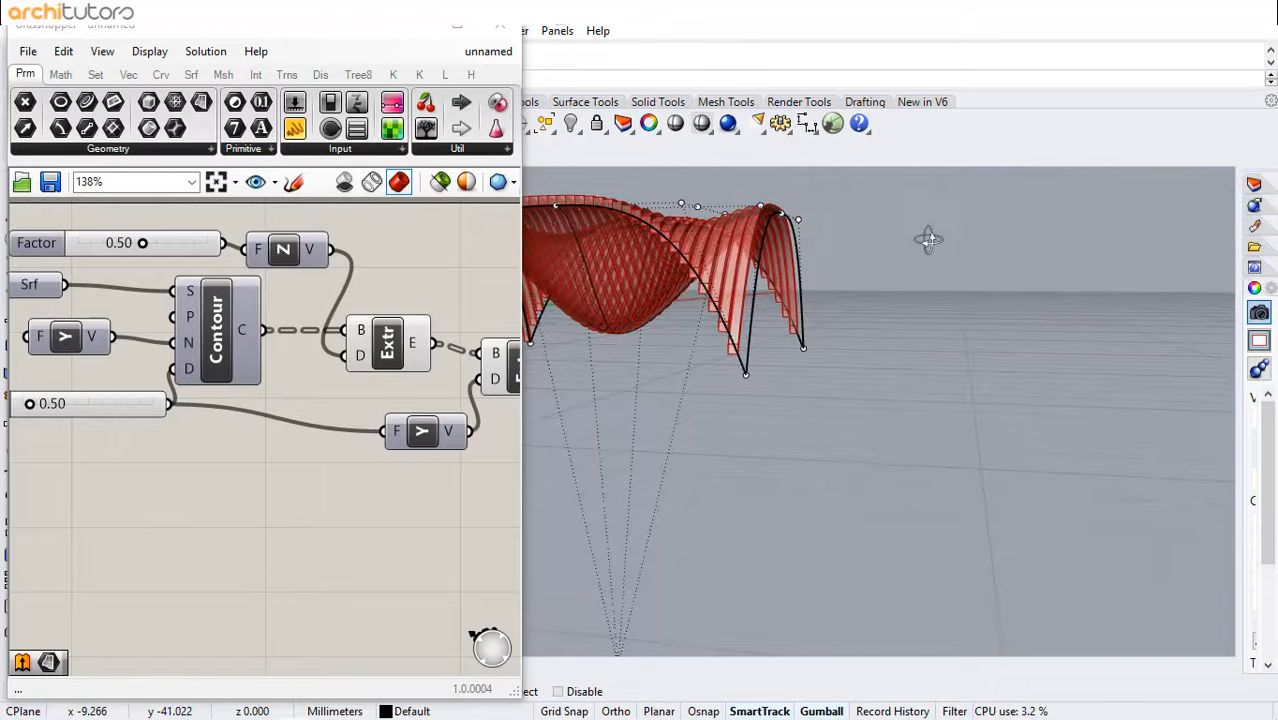 architutors
unnamed
er Panels Help
File Edit View Display Solution Help unnamed
Prm Math Set Vec Crv Srf Msh Int Trns Dis Tree8 K K L H
ools Surface Tools Solid Tools Mesh Tools Render Tools Drafting New in V6
Geometry Primitive Input Util
138%
Factor 0.50 F Z V
Srf S
P Contour C B Extr E B
F Y V N D D
D
0.50
F Y V
V
C
T
1.0.0004
...
ect Disable
CPlane x -9.266 y -41.022 z 0.000 Millimeters Default Grid Snap Ortho Planar Osnap SmartTrack Gumball Record History Filter CPU use: 3.2 %